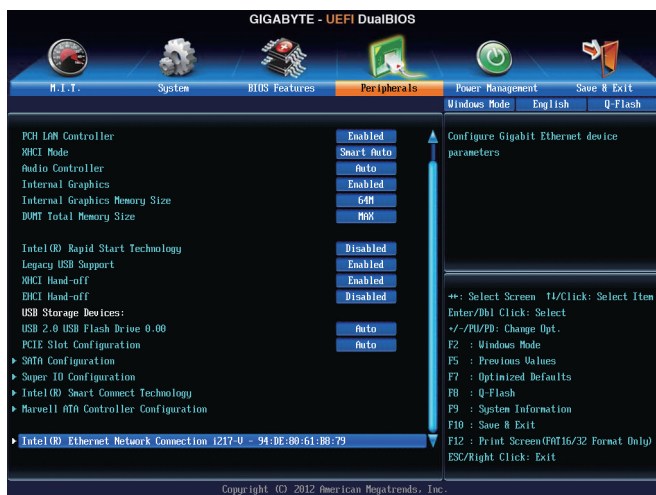 GIGABYTE - UEFI DualBIOS
M.I.T. System BIOS Features Peripherals Power Management Save & Exit
Windows Mode English Q-Flash
PCH LAN Controller Enabled
XHCI Mode Smart Auto
Audio Controller Auto
Internal Graphics Enabled
Internal Graphics Memory Size 64M
DVMT Total Memory Size MAX
Intel(R) Rapid Start Technology Disabled
Legacy USB Support Enabled
XHCI Hand-off Enabled
EHCI Hand-off Disabled
USB Storage Devices:
USB 2.0 USB Flash Drive 0.00 Auto
PCIE Slot Configuration Auto
SATA Configuration
Super IO Configuration
Intel(R) Smart Connect Technology
Marvell ATA Controller Configuration
Intel(R) Ethernet Network Connection i217-V - 94:DE:80:61:B8:79
Configure Gigabit Ethernet device
parameters
→←: Select Screen ↑↓/Click: Select Item
Enter/Dbl Click: Select
+/-/PU/PD: Change Opt.
F2 : Windows Mode
F5 : Previous Values
F7 : Optimized Defaults
F8 : Q-Flash
F9 : System Information
F10 : Save & Exit
F12 : Print Screen(FAT16/32 Format Only)
ESC/Right Click: Exit
Copyright (C) 2012 American Megatrends, Inc.